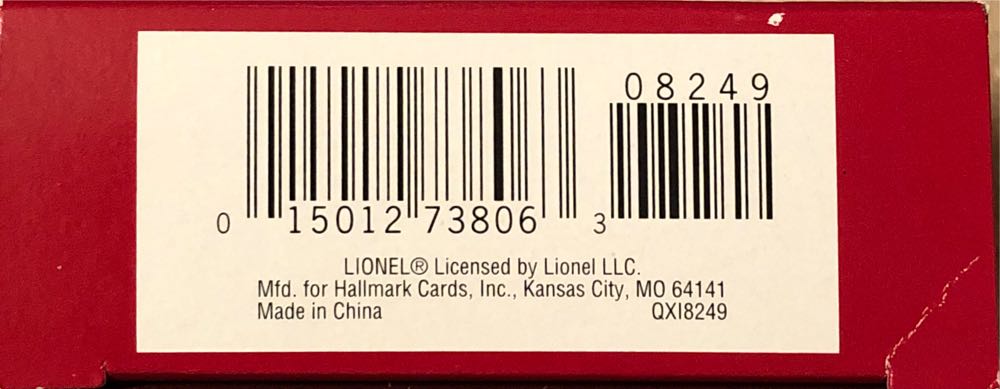 08249
0 15012 73806 3
LIONEL® Licensed by Lionel LLC.
Mfd. for Hallmark Cards, Inc., Kansas City, MO 64141
Made in China QXI8249